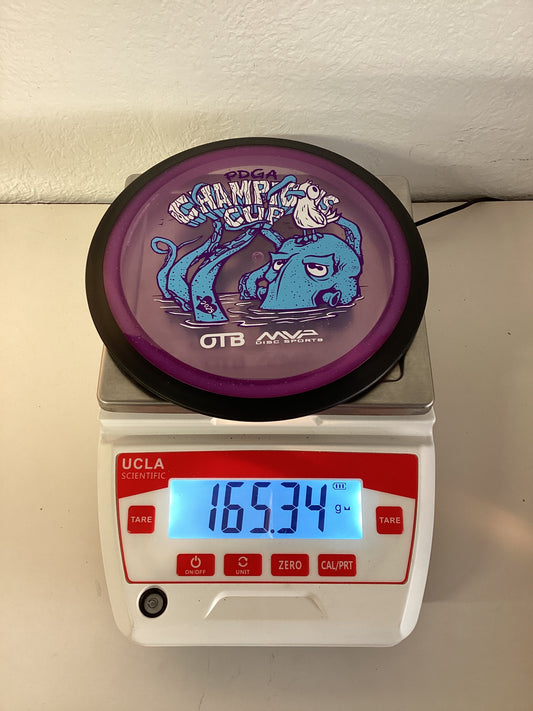 PDGA
CHAMPIONS
CUP
OTB MVP
DISC SPORTS
UCLA
SCIENTIFIC
165.34 g
TARE
TARE
ON/OFF
UNIT
ZERO
CAL/PRT